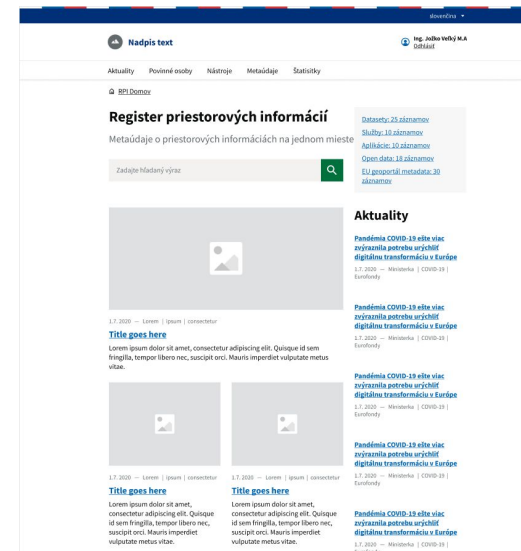 slovenčina
Nadpis text
Ing. Jožko Veľký M.A
Odhlásiť
Aktuality Povinné osoby Nástroje Metaúdaje Štatisitky
RPI Domov
Register priestorových informácií
Metaúdaje o priestorových informáciách na jednom mieste
Zadajte hľadaný výraz
Datasety: 25 záznamov
Služby: 10 záznamov
Aplikácie: 10 záznamov
Open data: 18 záznamov
EU geoportál metadata: 30
záznamov
1.7. 2020 — Lorem | ipsum | consectetur
Title goes here
Lorem ipsum dolor sit amet, consectetur adipiscing elit. Quisque id sem
fringilla, tempor libero nec, suscipit orci. Mauris imperdiet vulputate metus
vitae.
1.7. 2020 — Lorem | ipsum | consectetur
Title goes here
Lorem ipsum dolor sit amet,
consectetur adipiscing elit. Quisque
id sem fringilla, tempor libero nec,
suscipit orci. Mauris imperdiet
vulputate metus vitae.
1.7. 2020 — Lorem | ipsum | consectetur
Title goes here
Lorem ipsum dolor sit amet,
consectetur adipiscing elit. Quisque
id sem fringilla, tempor libero nec,
suscipit orci. Mauris imperdiet
vulputate metus vitae.
Aktuality
Pandémia COVID-19 ešte viac
zvýraznila potrebu urýchliť
digitálnu transformáciu v Európe
1.7. 2020 — Ministerka | COVID-19 |
Eurofondy
Pandémia COVID-19 ešte viac
zvýraznila potrebu urýchliť
digitálnu transformáciu v Európe
1.7. 2020 — Ministerka | COVID-19 |
Eurofondy
Pandémia COVID-19 ešte viac
zvýraznila potrebu urýchliť
digitálnu transformáciu v Európe
1.7. 2020 — Ministerka | COVID-19 |
Eurofondy
Pandémia COVID-19 ešte viac
zvýraznila potrebu urýchliť
digitálnu transformáciu v Európe
1.7. 2020 — Ministerka | COVID-19 |
Eurofondy
Pandémia COVID-19 ešte viac
zvýraznila potrebu urýchliť
digitálnu transformáciu v Európe
1.7. 2020 — Ministerka | COVID-19 |